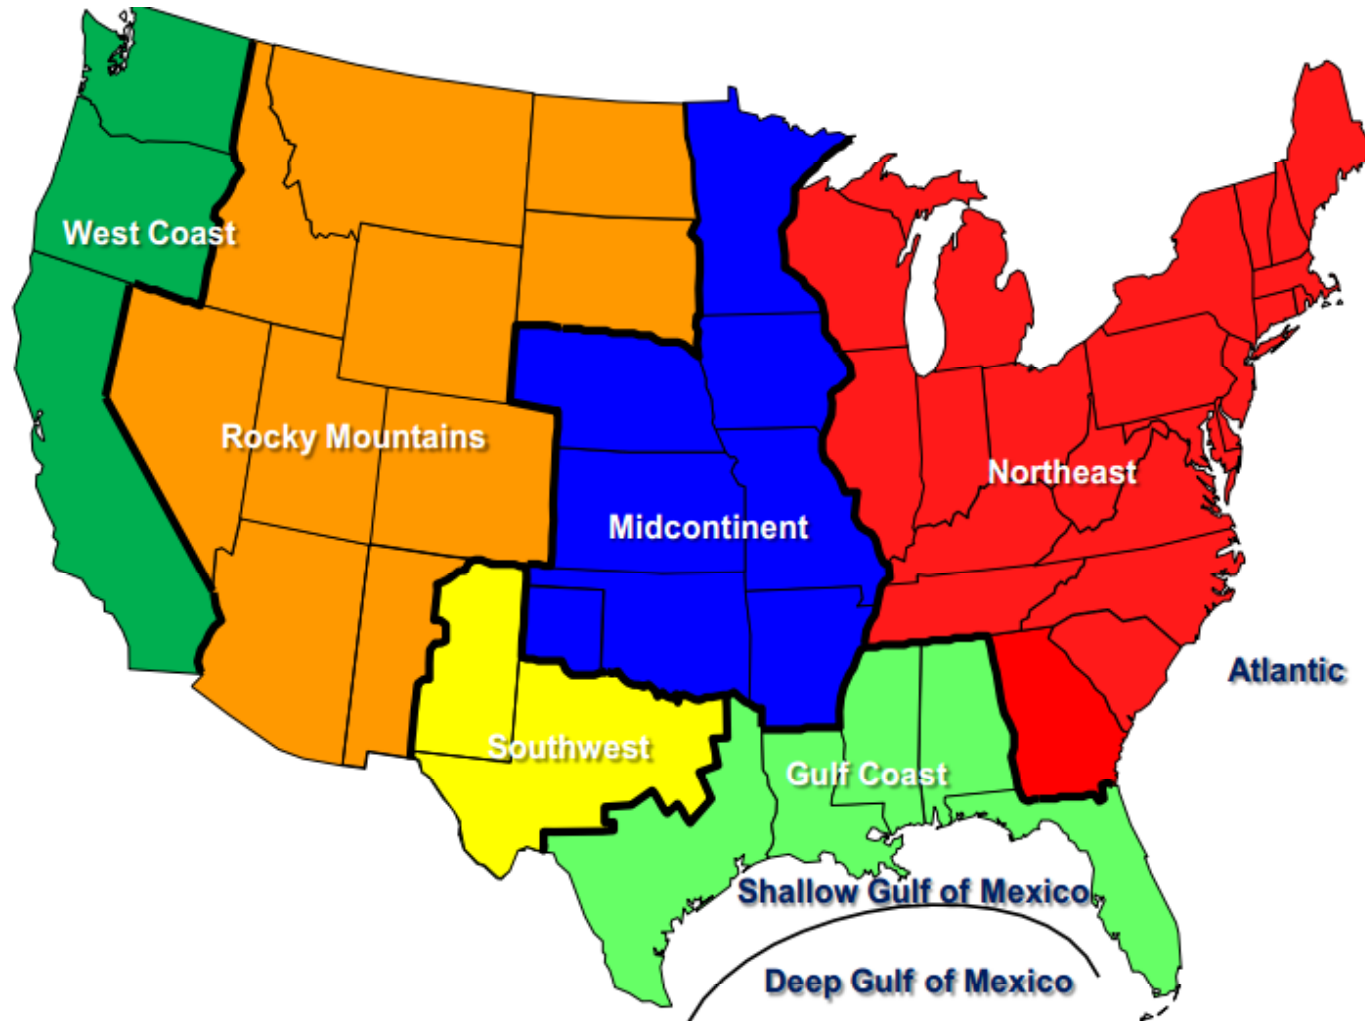 West Coast
Rocky Mountains
Northeast
Midcontinent
Atlantic
Southwest
Gulf Coast
Shallow Gulf of Mexico
Deep Gulf of Mexico